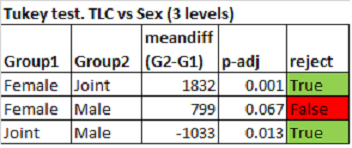 Tukey test. TLC vs Sex (3 levels)
meandiff
Group1 Group2 (G2-G1) p-adj reject
Female Joint 1832 0.001 True
Female Male 799 0.067 False
Joint Male -1033 0.013 True